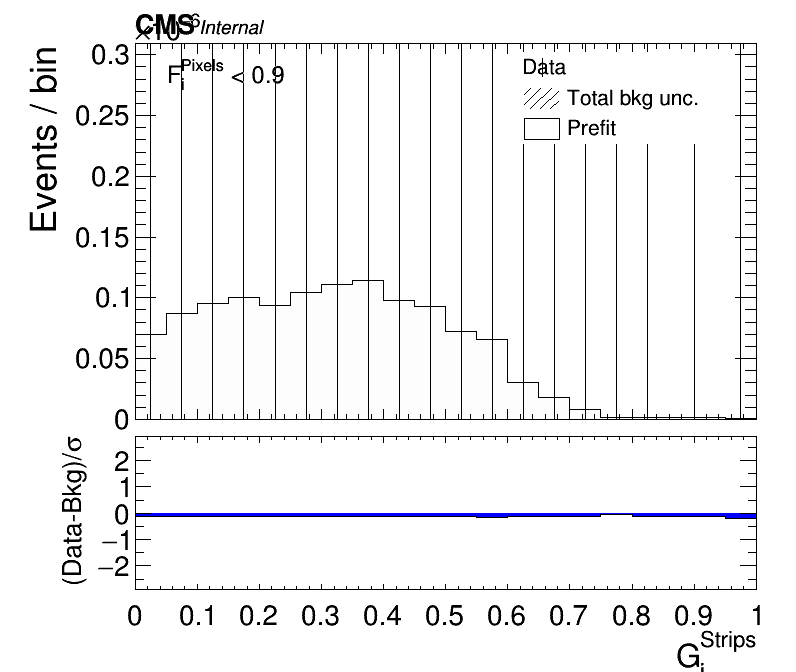 CMS Internal
×10⁻⁶
F_i^Pixels < 0.9
Data
Total bkg unc.
Prefit
Events / bin
0.3
0.25
0.2
0.15
0.1
0.05
0
(Data-Bkg)/σ
2
1
0
−1
−2
0 0.1 0.2 0.3 0.4 0.5 0.6 0.7 0.8 0.9 1
G_i^Strips